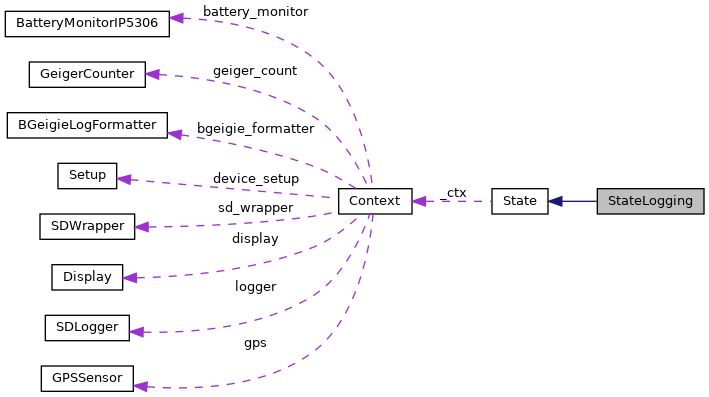 battery_monitor
BatteryMonitorIP5306
geiger_count
GeigerCounter
bgeigie_formatter
BGeigieLogFormatter
device_setup
Setup
_ctx
Context
State
StateLogging
sd_wrapper
SDWrapper
display
Display
logger
SDLogger
gps
GPSSensor